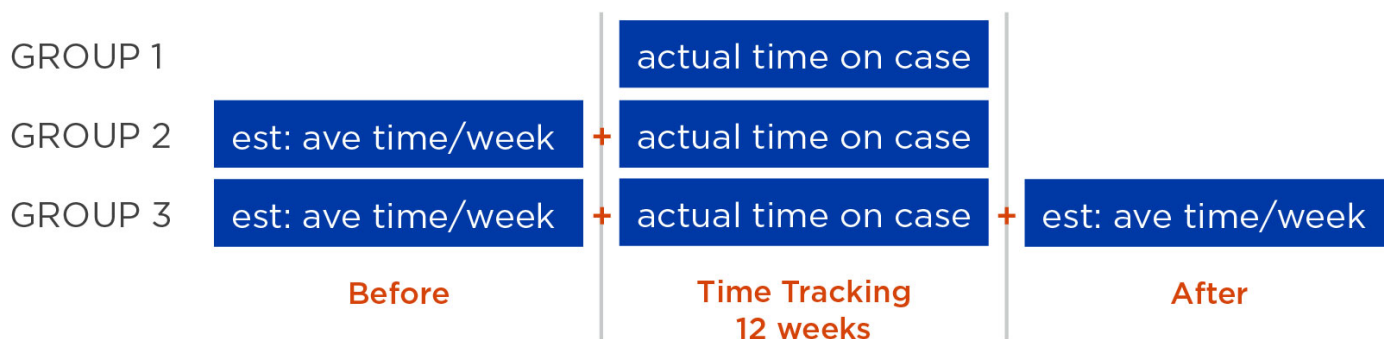 GROUP 1 actual time on case
GROUP 2 est: ave time/week + actual time on case
GROUP 3 est: ave time/week + actual time on case + est: ave time/week
Before Time Tracking After
12 weeks